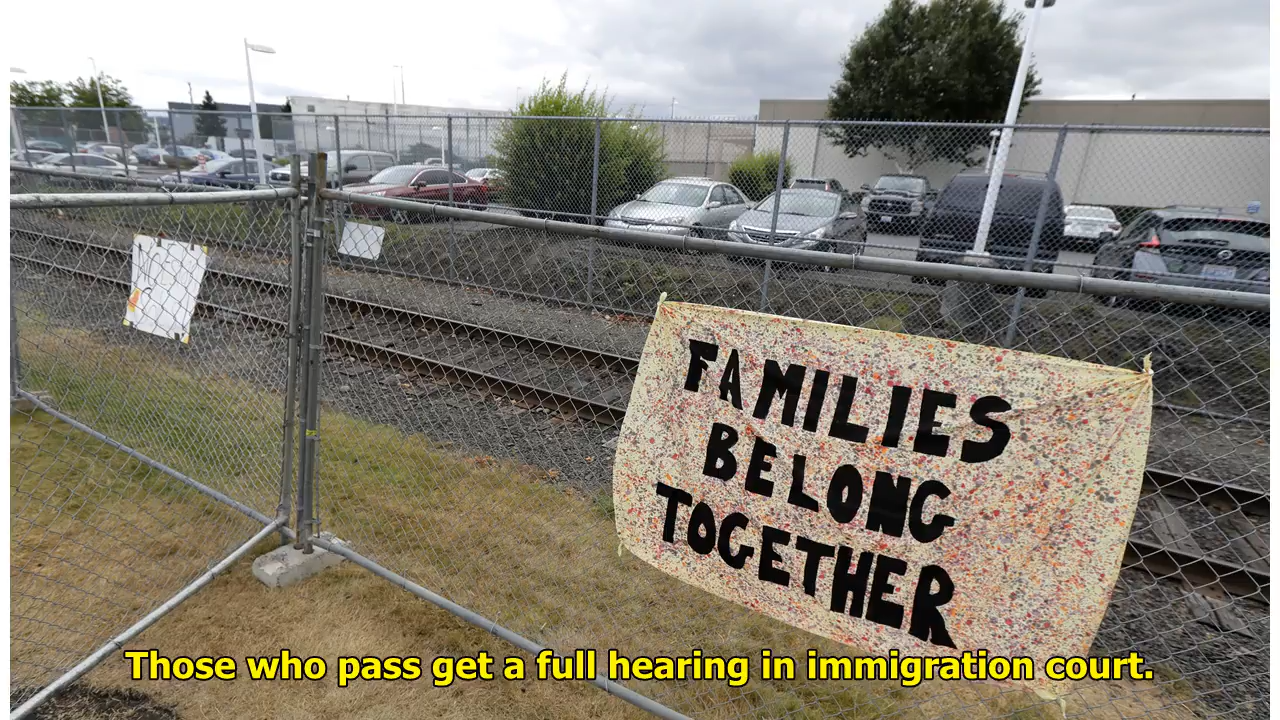 FAMILIES
BELONG
TOGETHER
Those who pass get a full hearing in immigration court.